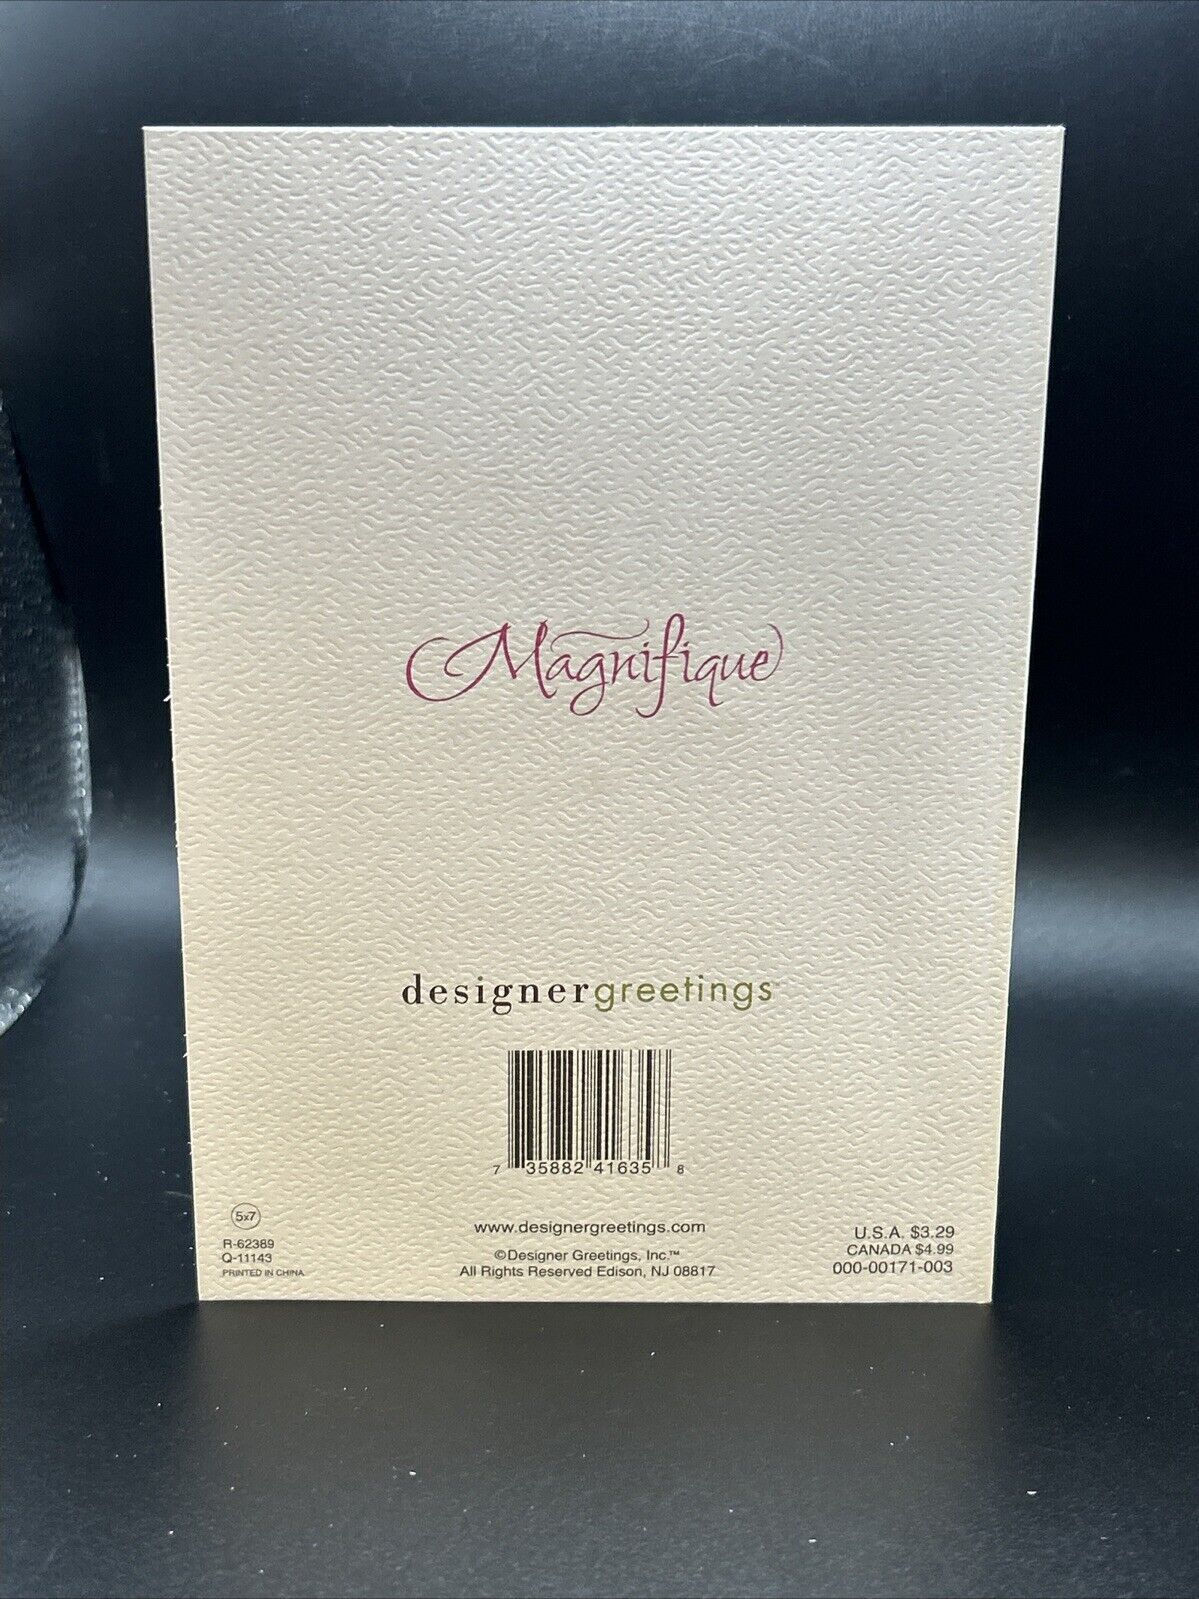 Magnifique
designergreetings
7 35882 41635 8
5x7
R-62389
Q-11143
PRINTED IN CHINA
www.designergreetings.com
©Designer Greetings, Inc.™
All Rights Reserved Edison, NJ 08817
U.S.A. $3.29
CANADA $4.99
000-00171-003